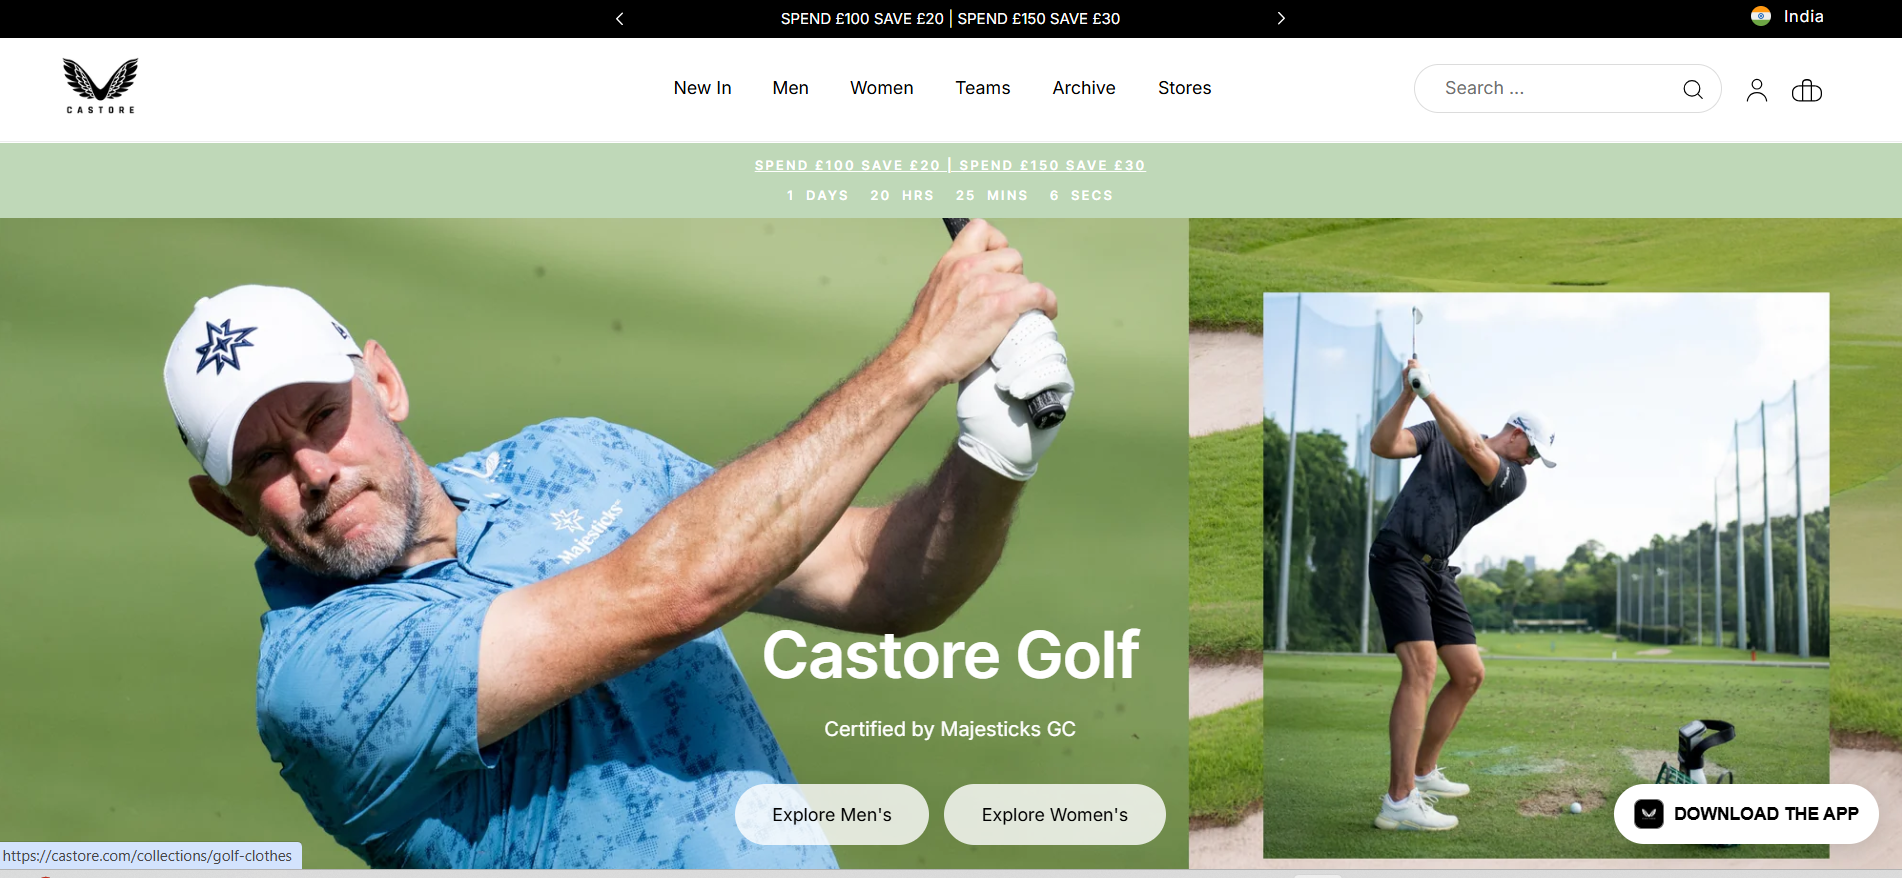 SPEND £100 SAVE £20 | SPEND £150 SAVE £30
India
CASTORE
New In Men Women Teams Archive Stores
Search ...
SPEND £100 SAVE £20 | SPEND £150 SAVE £30
1 DAYS 20 HRS 25 MINS 6 SECS
Majesticks
Castore Golf
Certified by Majesticks GC
Explore Men's Explore Women's
DOWNLOAD THE APP
https://castore.com/collections/golf-clothes